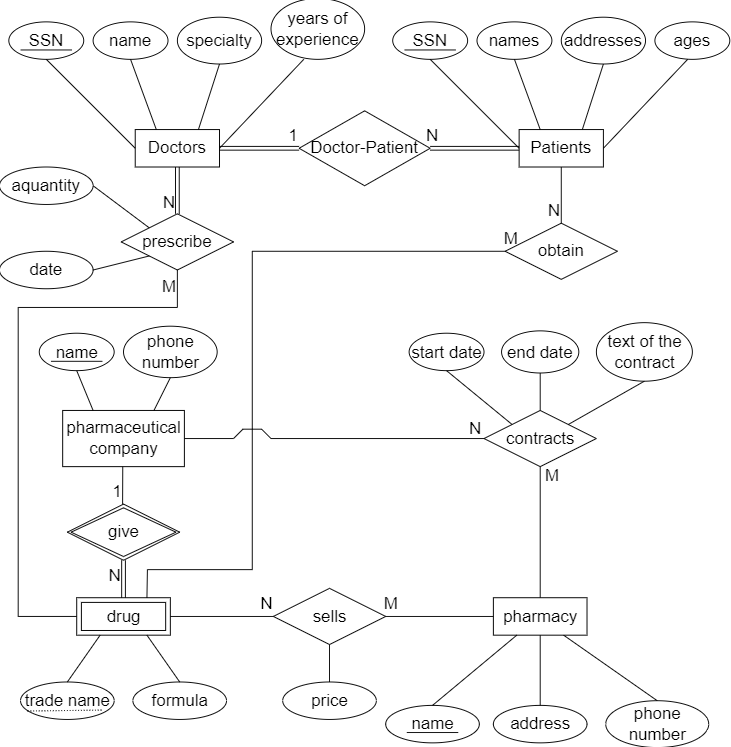 years of
experience
SSN
name
specialty
SSN
names
addresses
ages
Doctors
1
Doctor-Patient
N
Patients
aquantity
N
prescribe
N
M
obtain
date
M
name
phone
number
start date
end date
text of the
contract
pharmaceutical
company
N
contracts
M
1
give
N
drug
N
sells
M
pharmacy
trade name
formula
price
name
address
phone
number